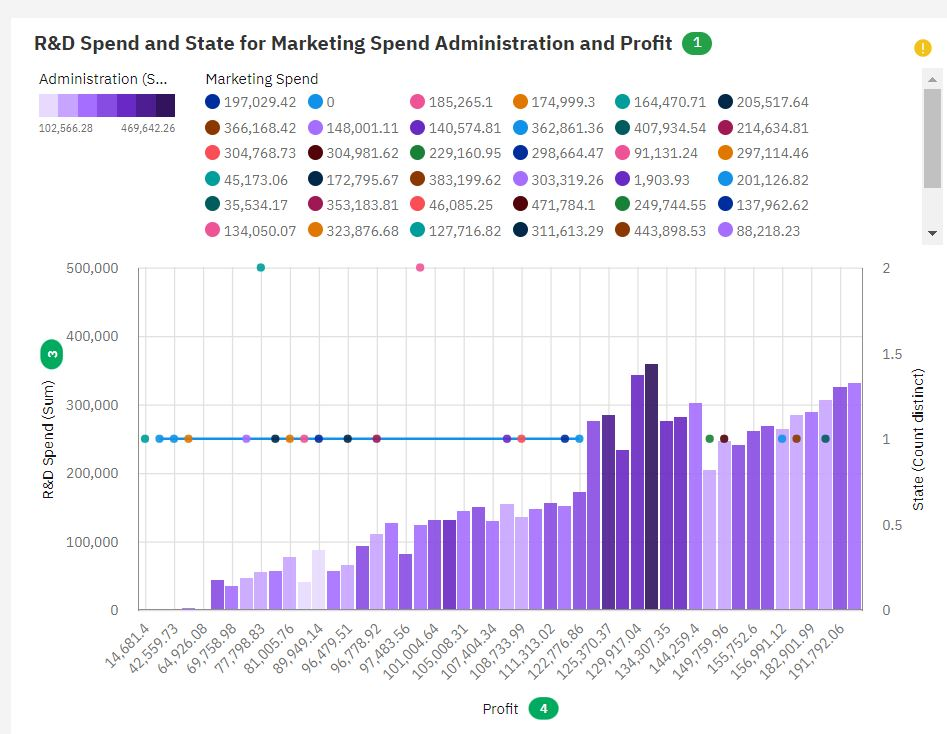 R&D Spend and State for Marketing Spend Administration and Profit 1
Administration (S...
102,566.28 469,642.26
Marketing Spend
197,029.42 0 185,265.1 174,999.3 164,470.71 205,517.64
366,168.42 148,001.11 140,574.81 362,861.36 407,934.54 214,634.81
304,768.73 304,981.62 229,160.95 298,664.47 91,131.24 297,114.46
45,173.06 172,795.67 383,199.62 303,319.26 1,903.93 201,126.82
35,534.17 353,183.81 46,085.25 471,784.1 249,744.55 137,962.62
134,050.07 323,876.68 127,716.82 311,613.29 443,898.53 88,218.23
R&D Spend (Sum) 3
500,000
400,000
300,000
200,000
100,000
0
2
1.5
1
0.5
0
State (Count distinct)
14,681.4 42,559.73 64,926.08 69,758.98 77,798.83 81,005.76 89,949.14 96,479.51 96,778.92 97,483.56 101,004.64 105,008.31 107,404.34 108,733.99 111,313.02 122,776.86 125,370.37 129,917.04 134,307.35 144,259.4 149,759.96 155,752.6 156,991.12 182,901.99 191,792.06
Profit 4